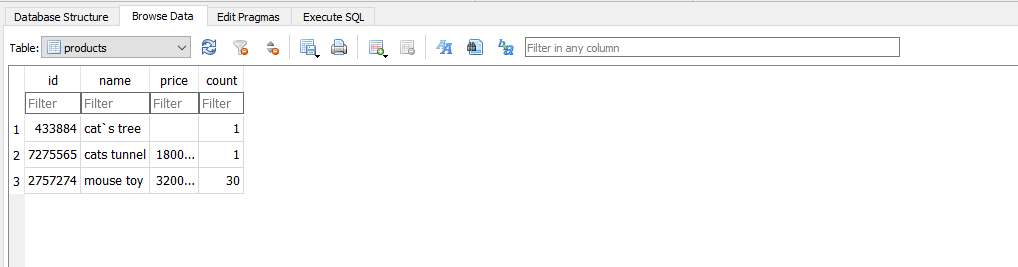 Database Structure Browse Data Edit Pragmas Execute SQL
Table: products Filter in any column
id name price count
Filter Filter Filter Filter
1 433884 cat`s tree 1
2 7275565 cats tunnel 1800... 1
3 2757274 mouse toy 3200... 30